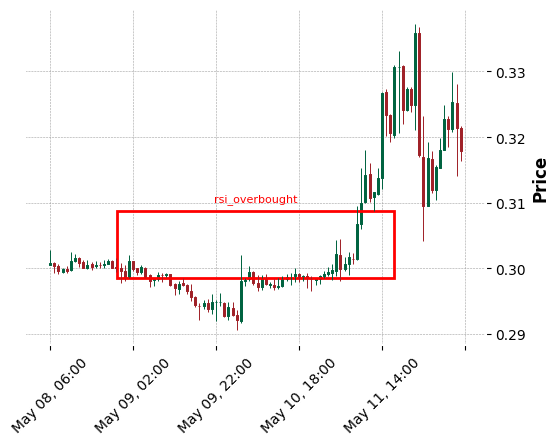 rsi_overbought
0.33
0.32
0.31
0.30
0.29
Price
May 08, 06:00
May 09, 02:00
May 09, 22:00
May 10, 18:00
May 11, 14:00